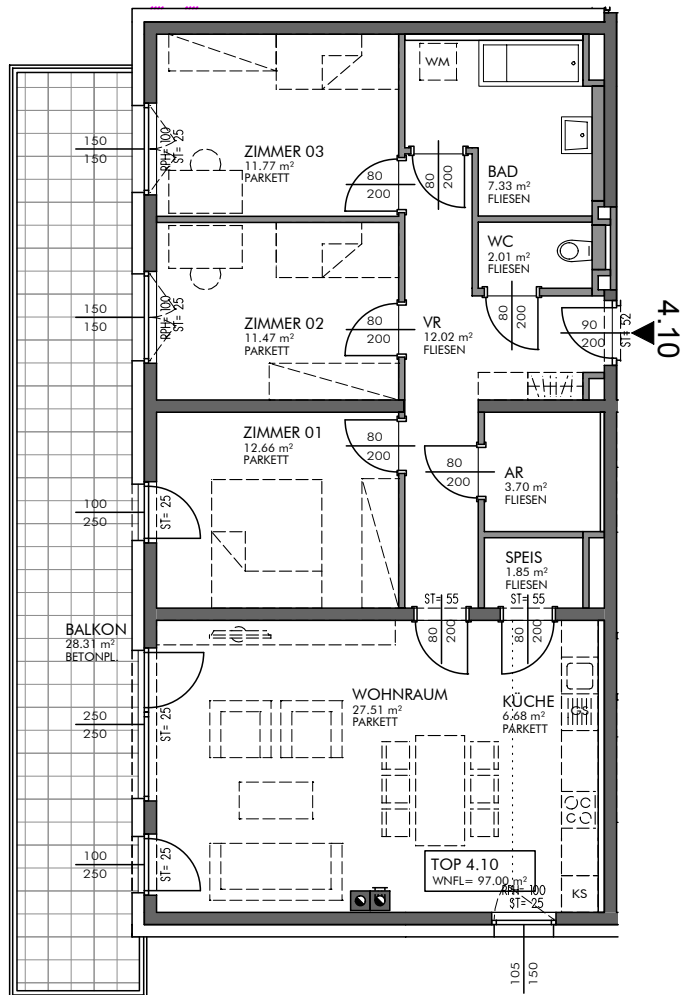 WM
150
150
RPH= 100
ST= 25
ZIMMER 03
11.77 m²
PARKETT
80
200
80
200
BAD
7.33 m²
FLIESEN
WC
2.01 m²
FLIESEN
150
150
RPH= 100
ST= 25
ZIMMER 02
11.47 m²
PARKETT
80
200
VR
12.02 m²
FLIESEN
80
200
90
200
ST= 52
4.10
ZIMMER 01
12.66 m²
PARKETT
80
200
80
200
AR
3.70 m²
FLIESEN
100
250
ST= 25
SPEIS
1.85 m²
FLIESEN
ST= 55
ST= 55
80
200
80
200
BALKON
28.31 m²
BETONPL.
WOHNRAUM
27.51 m²
PARKETT
KÜCHE
6.68 m²
PARKETT
GS
250
250
ST= 25
100
250
ST= 25
TOP 4.10
WNFL= 97.00 m²
RPH= 100
ST= 25
KS
105
150